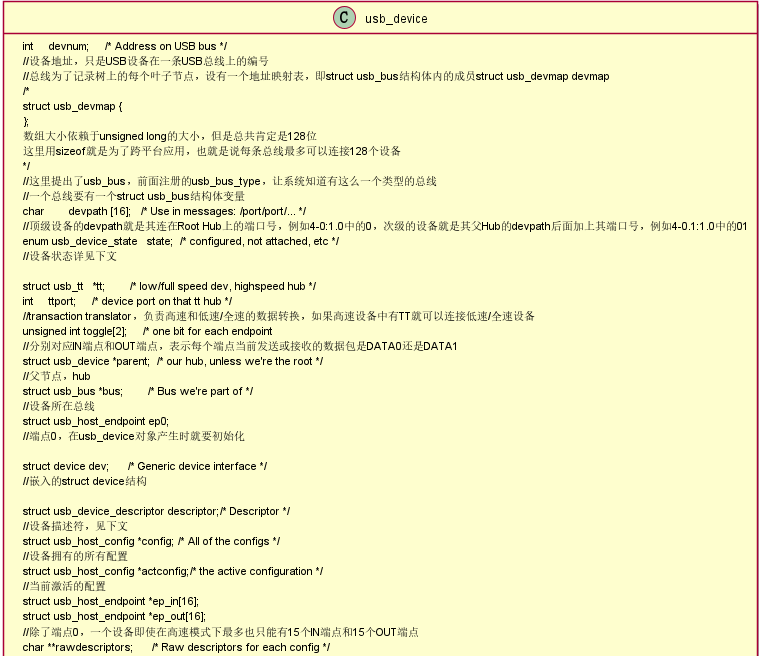 C usb_device
int devnum; /* Address on USB bus */
//设备地址，只是USB设备在一条USB总线上的编号
//总线为了记录树上的每个叶子节点，设有一个地址映射表，即struct usb_bus结构体内的成员struct usb_devmap devmap
/*
struct usb_devmap {
};
数组大小依赖于unsigned long的大小，但是总共肯定是128位
这里用sizeof就是为了跨平台应用，也就是说每条总线最多可以连接128个设备
*/
//这里提出了usb_bus，前面注册的usb_bus_type，让系统知道有这么一个类型的总线
//一个总线要有一个struct usb_bus结构体变量
char devpath [16]; /* Use in messages: /port/port/... */
//顶级设备的devpath就是其连在Root Hub上的端口号，例如4-0:1.0中的0，次级的设备就是其父Hub的devpath后面加上其端口号，例如4-0.1:1.0中的01
enum usb_device_state state; /* configured, not attached, etc */
//设备状态详见下文
struct usb_tt *tt; /* low/full speed dev, highspeed hub */
int ttport; /* device port on that tt hub */
//transaction translator，负责高速和低速/全速的数据转换，如果高速设备中有TT就可以连接低速/全速设备
unsigned int toggle[2]; /* one bit for each endpoint
//分别对应IN端点和OUT端点，表示每个端点当前发送或接收的数据包是DATA0还是DATA1
struct usb_device *parent; /* our hub, unless we're the root */
//父节点，hub
struct usb_bus *bus; /* Bus we're part of */
//设备所在总线
struct usb_host_endpoint ep0;
//端点0，在usb_device对象产生时就要初始化
struct device dev; /* Generic device interface */
//嵌入的struct device结构
struct usb_device_descriptor descriptor;/* Descriptor */
//设备描述符，见下文
struct usb_host_config *config; /* All of the configs */
//设备拥有的所有配置
struct usb_host_config *actconfig;/* the active configuration */
//当前激活的配置
struct usb_host_endpoint *ep_in[16];
struct usb_host_endpoint *ep_out[16];
//除了端点0，一个设备即使在高速模式下最多也只能有15个IN端点和15个OUT端点
char **rawdescriptors; /* Raw descriptors for each config */